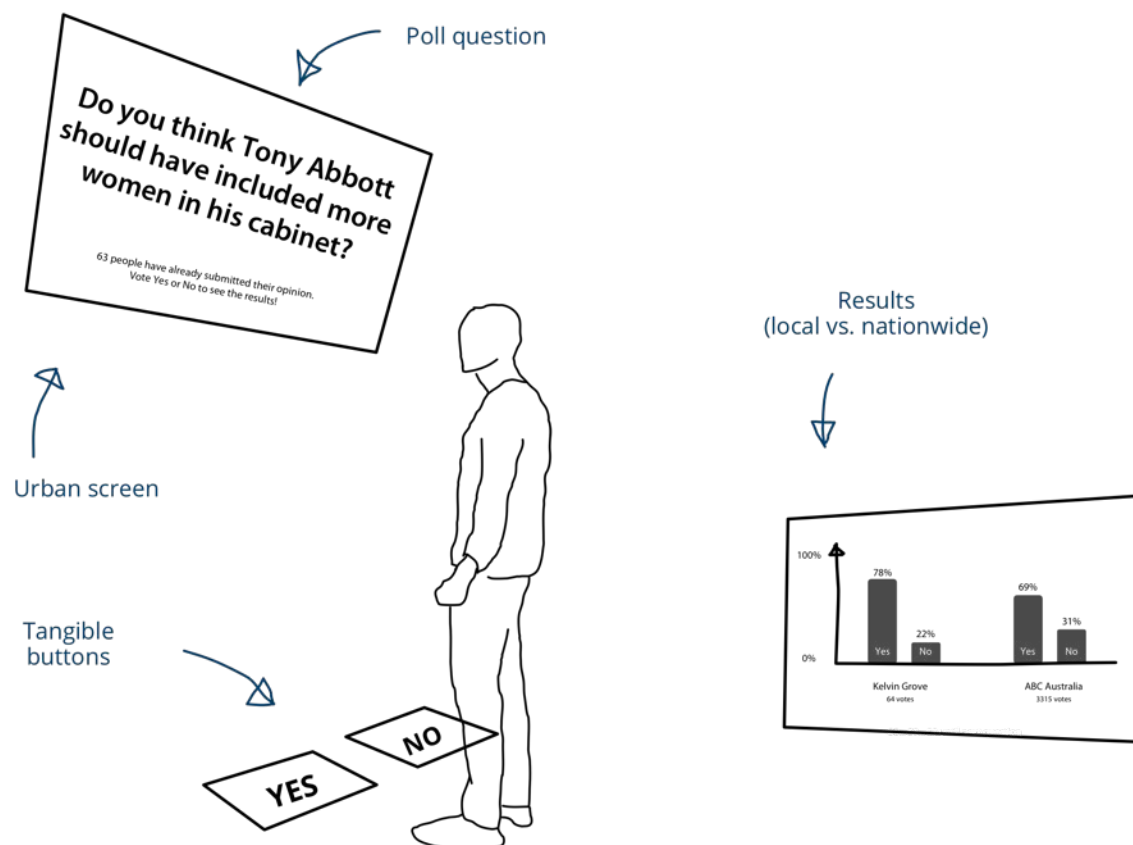 Poll question
Do you think Tony Abbott
should have included more
women in his cabinet?
63 people have already submitted their opinion.
Vote Yes or No to see the results!
Urban screen
Tangible
buttons
YES
NO
Results
(local vs. nationwide)
100%
78%
69%
22%
31%
Yes
No
Yes
No
0%
Kelvin Grove
ABC Australia
64 votes
3315 votes